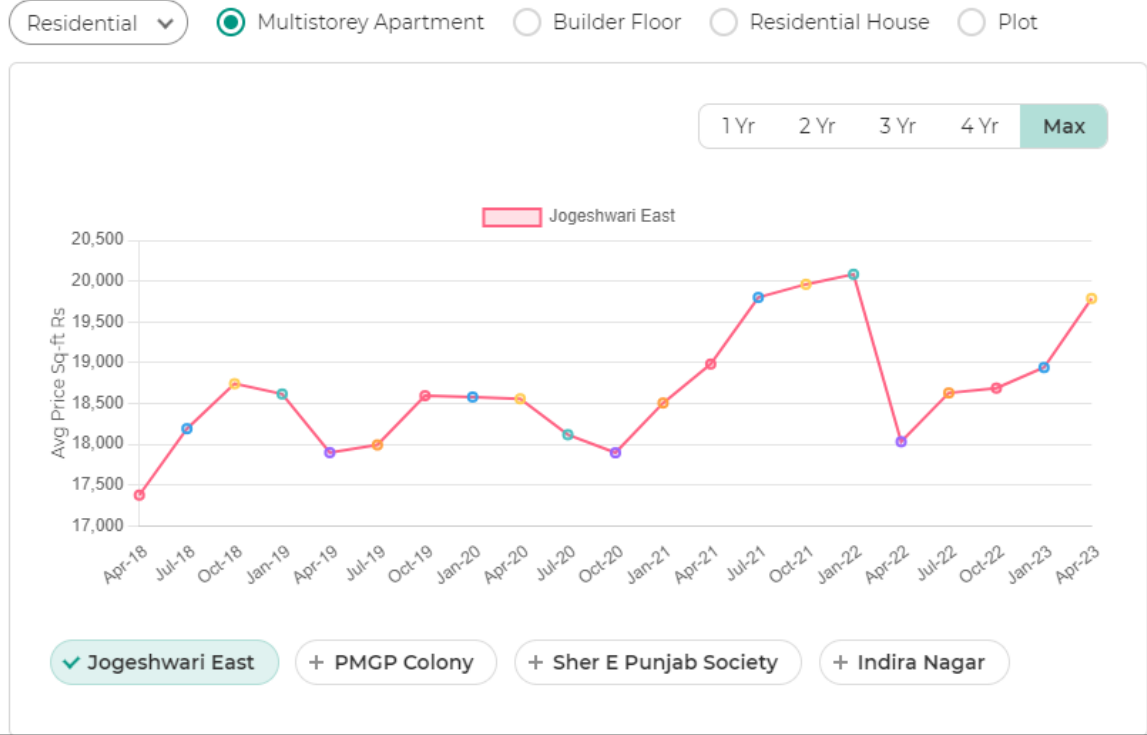 Residential Multistorey Apartment Builder Floor Residential House Plot
1 Yr 2 Yr 3 Yr 4 Yr Max
Jogeshwari East
Avg Price Sq-ft Rs
20,500
20,000
19,500
19,000
18,500
18,000
17,500
17,000
Apr-18 Jul-18 Oct-18 Jan-19 Apr-19 Jul-19 Oct-19 Jan-20 Apr-20 Jul-20 Oct-20 Jan-21 Apr-21 Jul-21 Oct-21 Jan-22 Apr-22 Jul-22 Oct-22 Jan-23 Apr-23
Jogeshwari East + PMGP Colony + Sher E Punjab Society + Indira Nagar